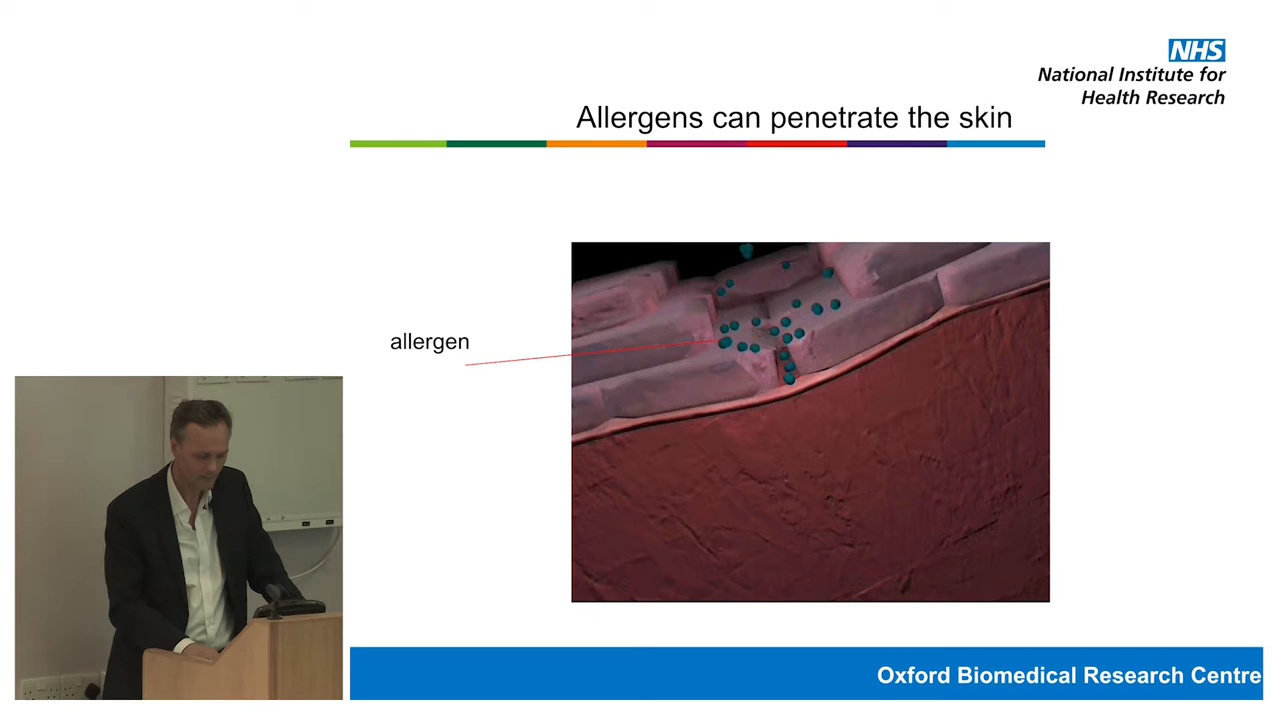 NHS
National Institute for
Health Research
Allergens can penetrate the skin
allergen
Oxford Biomedical Research Centre